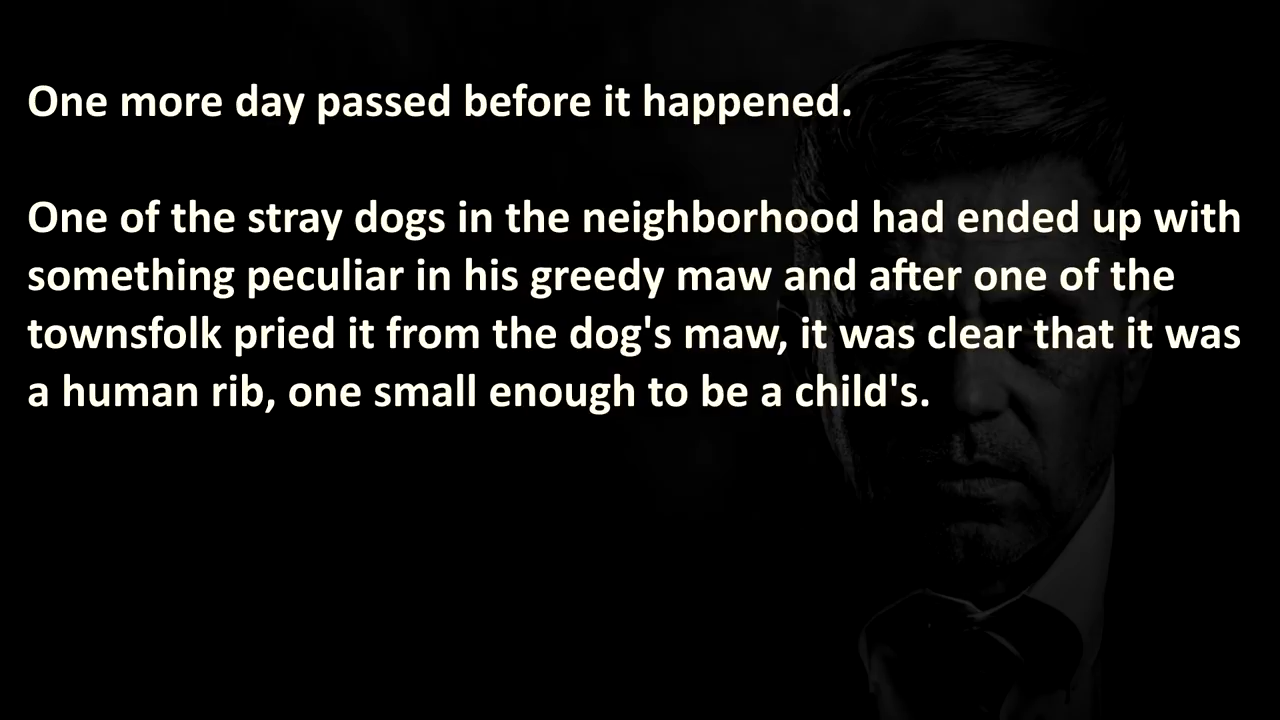 One more day passed before it happened.
One of the stray dogs in the neighborhood had ended up with
something peculiar in his greedy maw and after one of the
townsfolk pried it from the dog's maw, it was clear that it was
a human rib, one small enough to be a child's.